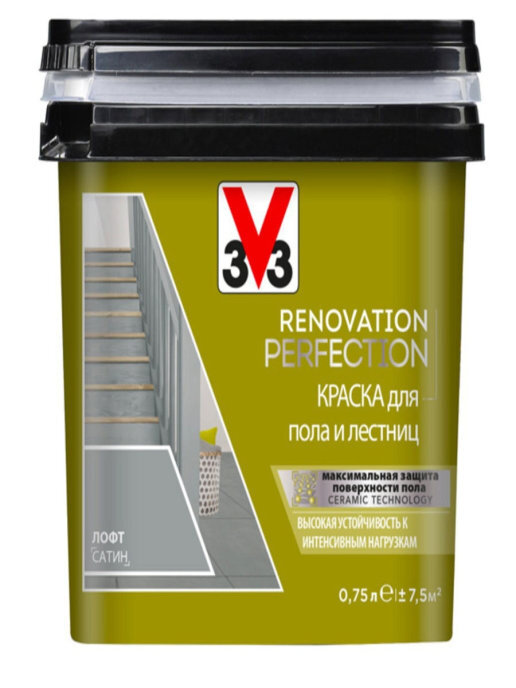 3V3
RENOVATION
PERFECTION
КРАСКА для
пола и лестниц
максимальная защита
поверхности пола
CERAMIC TECHNOLOGY
ВЫСОКАЯ УСТОЙЧИВОСТЬ К
ИНТЕНСИВНЫМ НАГРУЗКАМ
ЛОФТ
САТИН
0,75 л e ± 7,5 м²